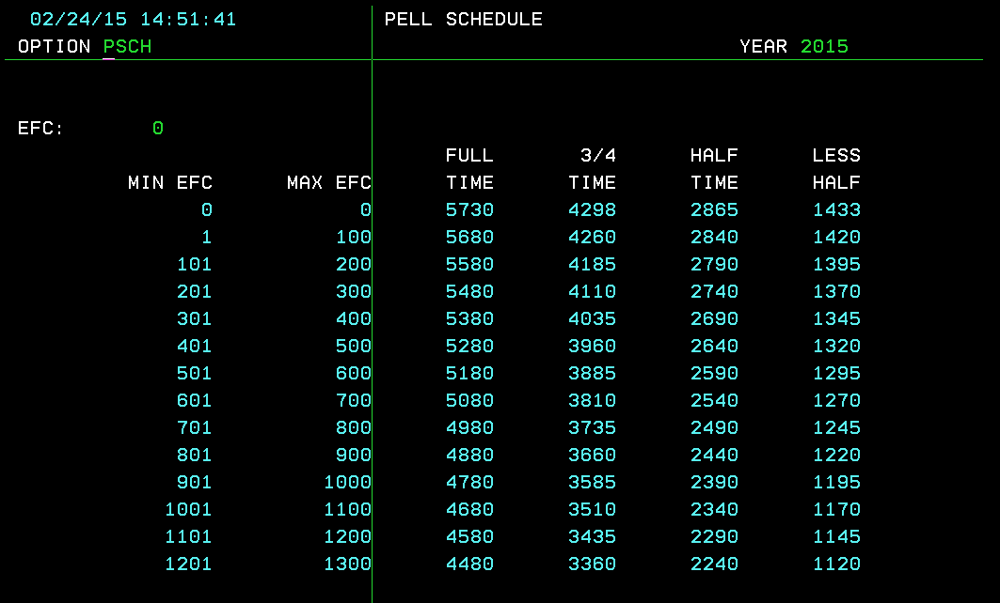 02/24/15 14:51:41 PELL SCHEDULE
OPTION PSCH YEAR 2015
EFC: 0
FULL 3/4 HALF LESS
MIN EFC MAX EFC TIME TIME TIME HALF
0 0 5730 4298 2865 1433
1 100 5680 4260 2840 1420
101 200 5580 4185 2790 1395
201 300 5480 4110 2740 1370
301 400 5380 4035 2690 1345
401 500 5280 3960 2640 1320
501 600 5180 3885 2590 1295
601 700 5080 3810 2540 1270
701 800 4980 3735 2490 1245
801 900 4880 3660 2440 1220
901 1000 4780 3585 2390 1195
1001 1100 4680 3510 2340 1170
1101 1200 4580 3435 2290 1145
1201 1300 4480 3360 2240 1120